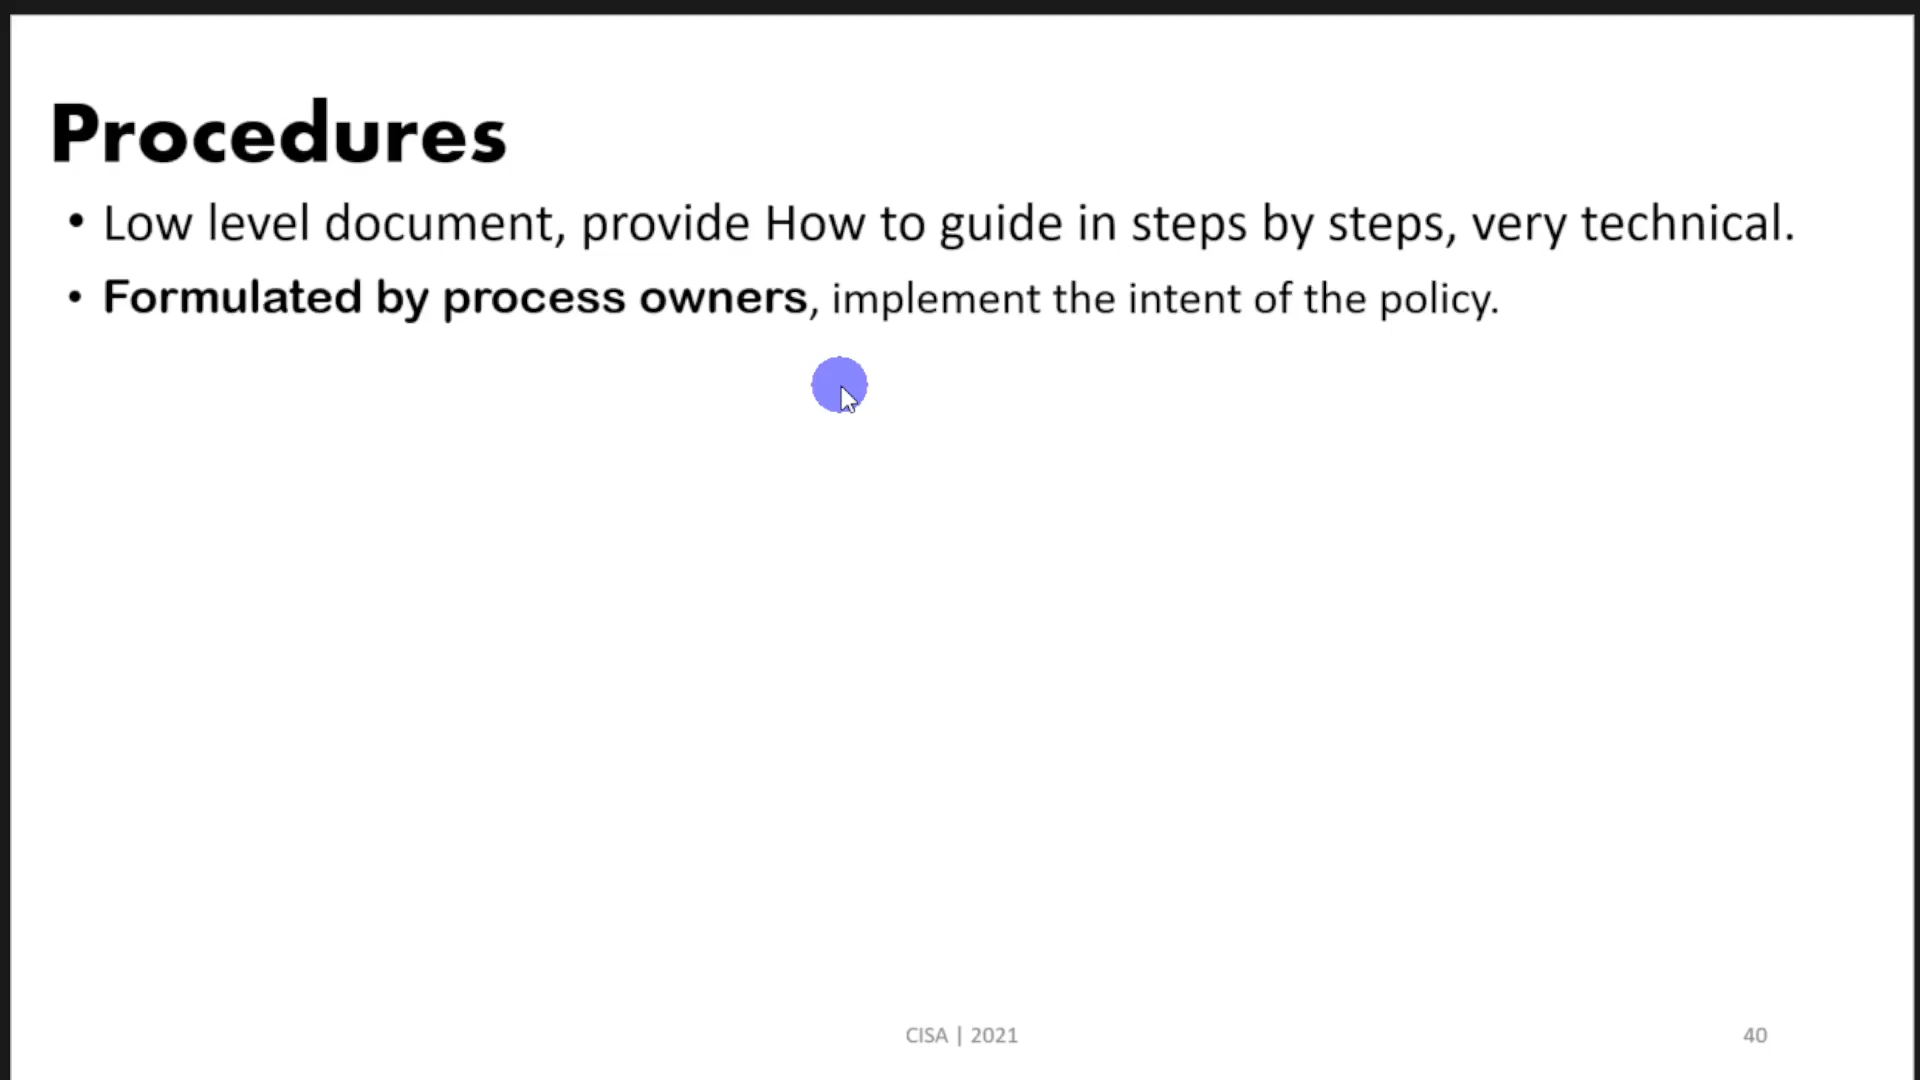 Procedures
• Low level document, provide How to guide in steps by steps, very technical.
• Formulated by process owners, implement the intent of the policy.
CISA | 2021
40